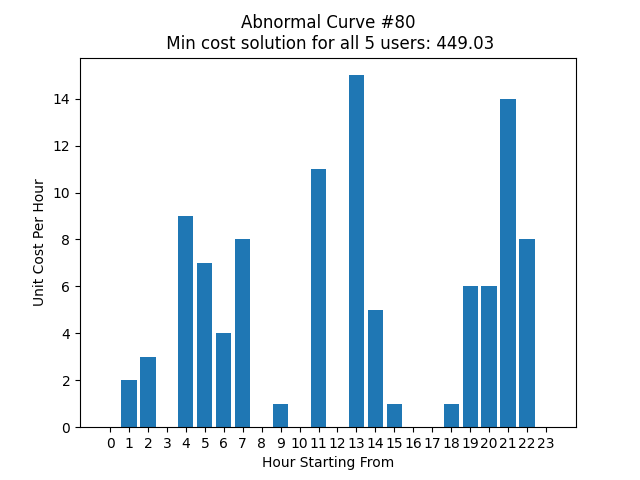 Abnormal Curve #80
Min cost solution for all 5 users: 449.03
Unit Cost Per Hour
14
12
10
8
6
4
2
0
0 1 2 3 4 5 6 7 8 9 10 11 12 13 14 15 16 17 18 19 20 21 22 23
Hour Starting From